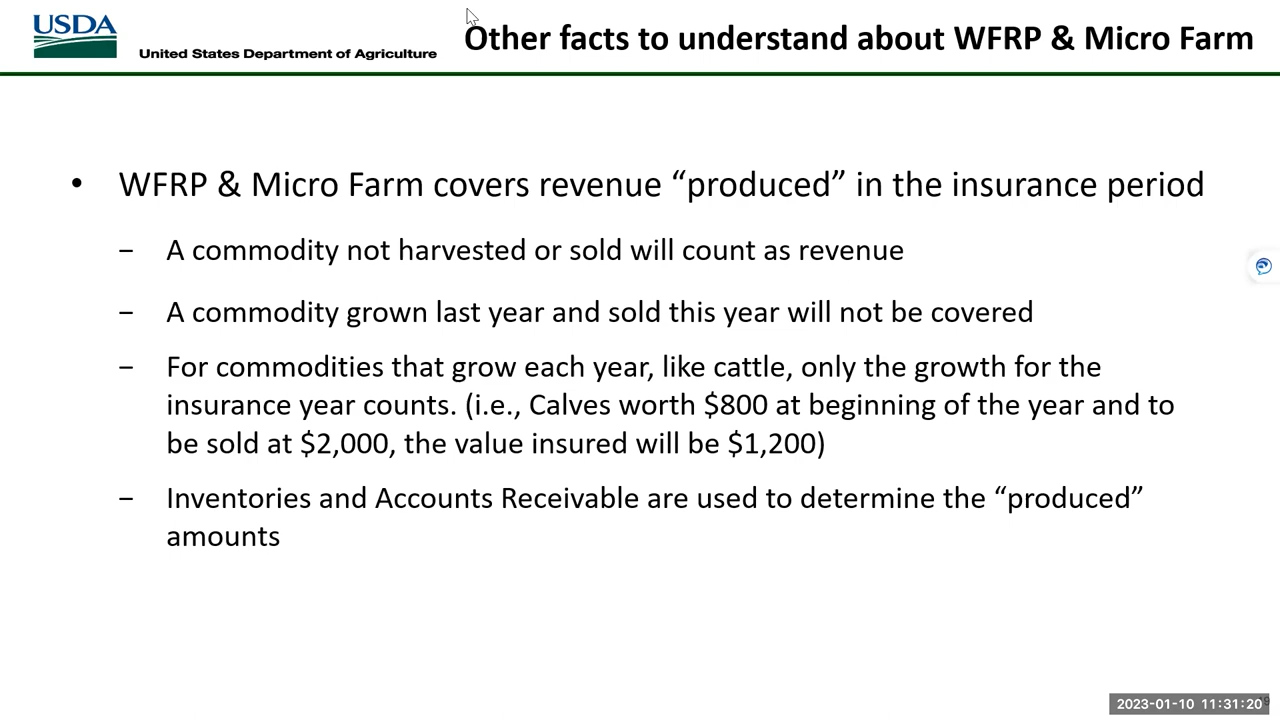 USDA
United States Department of Agriculture
Other facts to understand about WFRP & Micro Farm
• WFRP & Micro Farm covers revenue “produced” in the insurance period
− A commodity not harvested or sold will count as revenue
− A commodity grown last year and sold this year will not be covered
− For commodities that grow each year, like cattle, only the growth for the
insurance year counts. (i.e., Calves worth $800 at beginning of the year and to
be sold at $2,000, the value insured will be $1,200)
− Inventories and Accounts Receivable are used to determine the “produced”
amounts
2023-01-10 11:31:20